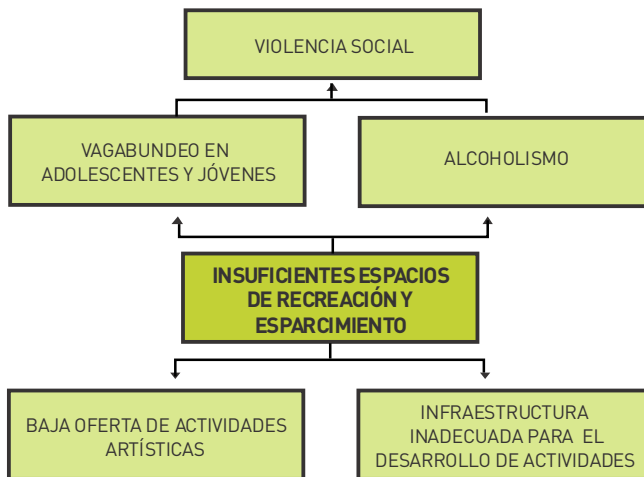 VIOLENCIA SOCIAL
VAGABUNDEO EN
ADOLESCENTES Y JÓVENES
ALCOHOLISMO
INSUFICIENTES ESPACIOS
DE RECREACIÓN Y
ESPARCIMIENTO
BAJA OFERTA DE ACTIVIDADES
ARTÍSTICAS
INFRAESTRUCTURA
INADECUADA PARA EL
DESARROLLO DE ACTIVIDADES